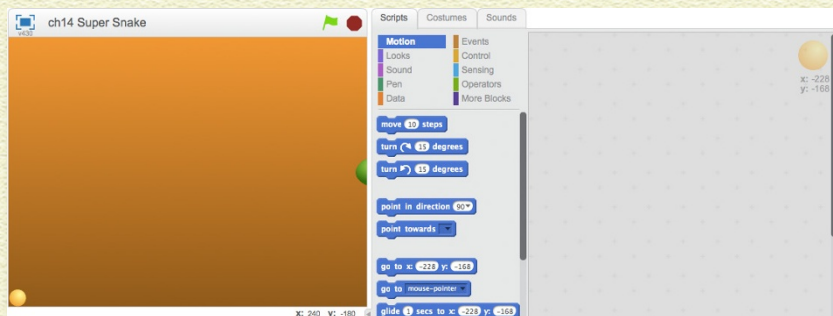 ch14 Super Snake
v430
Scripts Costumes Sounds
Motion Events
Looks Control
Sound Sensing
Pen Operators
Data More Blocks
move 10 steps
turn 15 degrees
turn 15 degrees
point in direction 90
point towards
go to x: -228 y: -168
go to mouse-pointer
glide 1 secs to x: -228 y: -168
x: -228
y: -168
X: 240 Y: -180